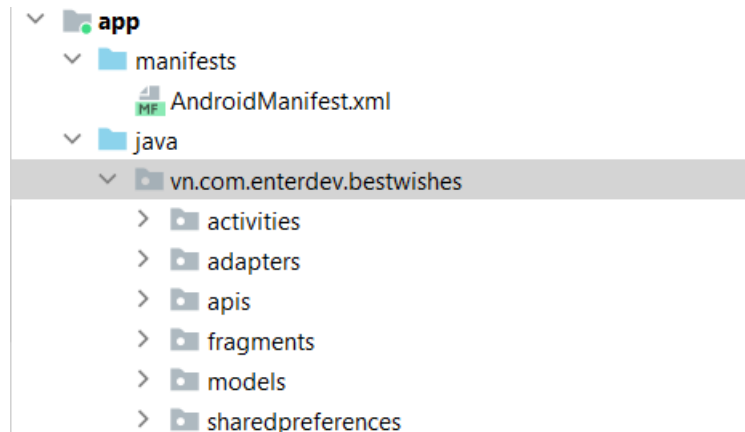 app
manifests
MF AndroidManifest.xml
java
vn.com.enterdev.bestwishes
activities
adapters
apis
fragments
models
sharedpreferences